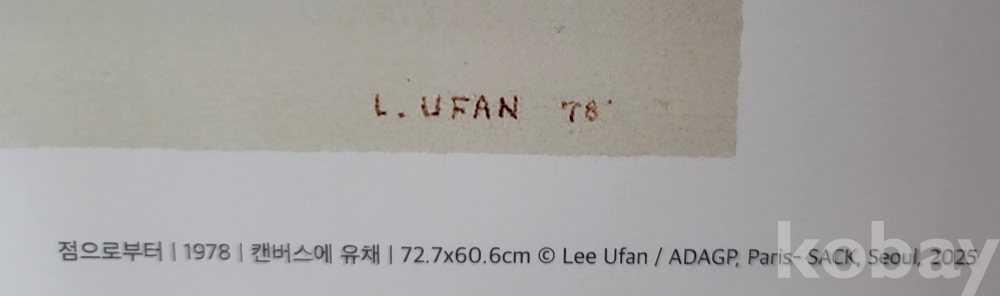 L. UFAN 78'
점으로부터 | 1978 | 캔버스에 유채 | 72.7x60.6cm © Lee Ufan / ADAGP, Paris- SACK, Seoul, 2025
kobay